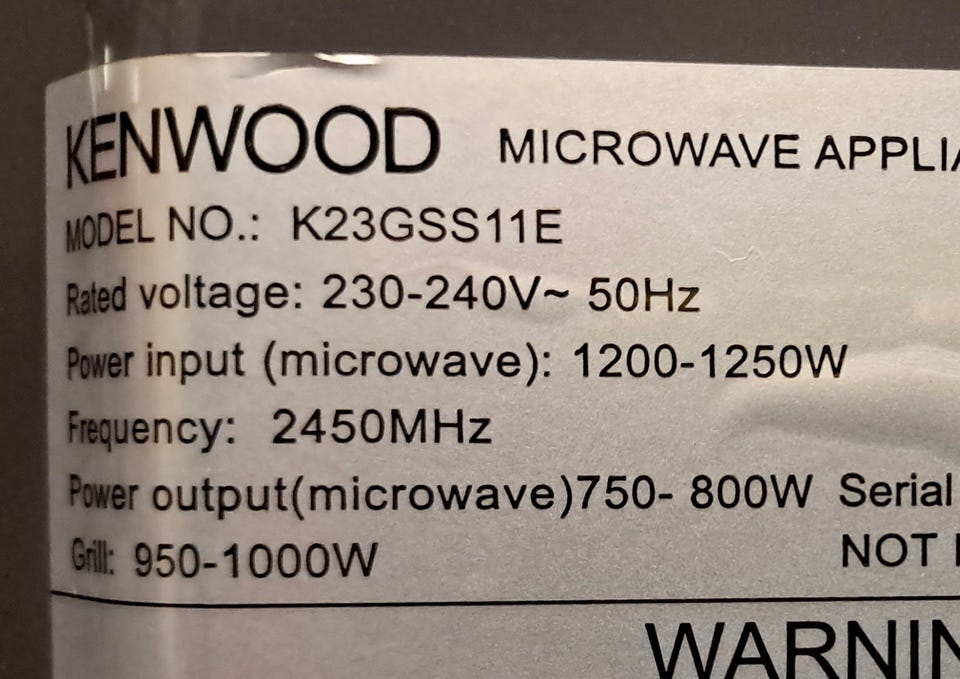 KENWOOD MICROWAVE APPLIA
MODEL NO.: K23GSS11E
Rated voltage: 230-240V~ 50Hz
Power input (microwave): 1200-1250W
Frequency: 2450MHz
Power output(microwave)750- 800W Serial
Grill: 950-1000W NOT
WARNIN